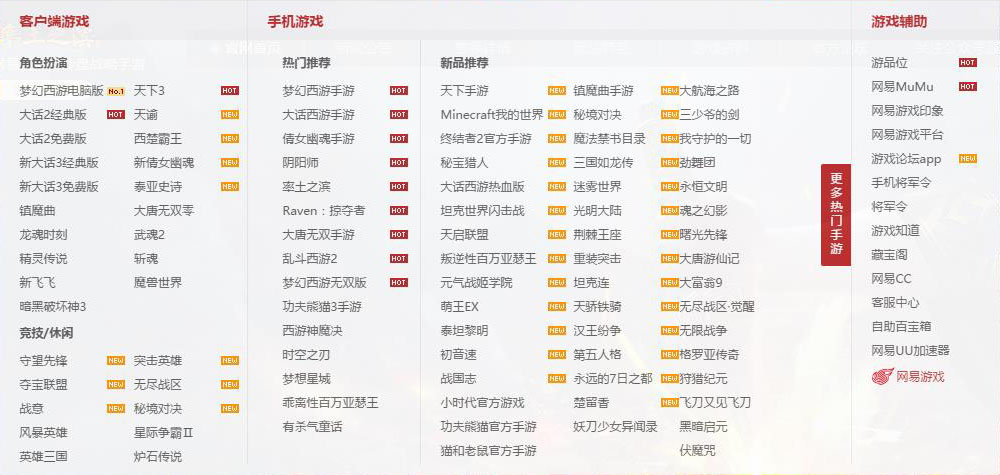 客户端游戏
角色扮演
梦幻西游电脑版 No.1 天下3 HOT
大话2经典版 HOT 天谕 NEW
大话2免费版 西楚霸王 NEW
新大话3经典版 新倩女幽魂 NEW
新大话3免费版 泰亚史诗 NEW
镇魔曲 大唐无双零
龙魂时刻 武魂2
精灵传说 斩魂
新飞飞 魔兽世界
暗黑破坏神3
竞技/休闲
守望先锋 NEW 突击英雄 NEW
夺宝联盟 NEW 无尽战区 NEW
战意 NEW 秘境对决 NEW
风暴英雄 星际争霸Ⅱ
英雄三国 炉石传说
手机游戏
热门推荐
梦幻西游手游 HOT
大话西游手游 HOT
倩女幽魂手游 HOT
阴阳师 HOT
率土之滨 HOT
Raven：掠夺者 HOT
大唐无双手游 HOT
乱斗西游2 HOT
梦幻西游无双版 HOT
功夫熊猫3手游
西游神魔决
时空之刃
梦想星城
乖离性百万亚瑟王
有杀气童话
新品推荐
天下手游 NEW 镇魔曲手游 NEW 大航海之路
Minecraft我的世界 NEW 秘境对决 NEW 三少爷的剑
终结者2官方手游 NEW 魔法禁书目录 NEW 我守护的一切
秘宝猎人 NEW 三国如龙传 NEW 劲舞团
大话西游热血版 NEW 迷雾世界 NEW 永恒文明
坦克世界闪击战 NEW 光明大陆 NEW 魂之幻影
天启联盟 NEW 荆棘王座 NEW 曙光先锋
叛逆性百万亚瑟王 NEW 重装突击 NEW 大唐游仙记
元气战姬学院 NEW 坦克连 NEW 大富翁9
萌王EX NEW 天骄铁骑 NEW 无尽战区·觉醒
泰坦黎明 NEW 汉王纷争 NEW 无限战争
初音速 NEW 第五人格 NEW 格罗亚传奇
战国志 NEW 永远的7日之都 NEW 狩猎纪元
小时代官方游戏 楚留香 NEW 飞刀又见飞刀
功夫熊猫官方手游 妖刀少女异闻录 黑暗启元
猫和老鼠官方手游 伏魔咒
更多热门手游
游戏辅助
游品位 HOT
网易MuMu HOT
网易游戏印象
网易游戏平台
游戏论坛app NEW
手机将军令
将军令
游戏知道
藏宝阁
网易CC
客服中心
自助百宝箱
网易UU加速器
网易游戏